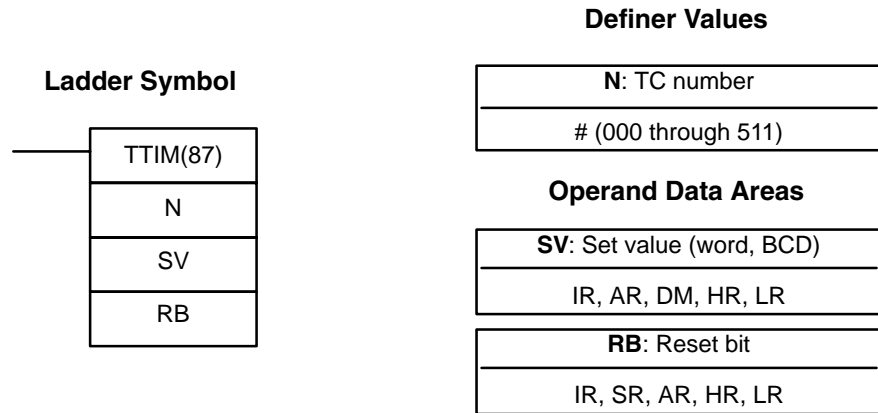 Ladder Symbol
TTIM(87)
N
SV
RB
Definer Values
N: TC number
# (000 through 511)
Operand Data Areas
SV: Set value (word, BCD)
IR, AR, DM, HR, LR
RB: Reset bit
IR, SR, AR, HR, LR